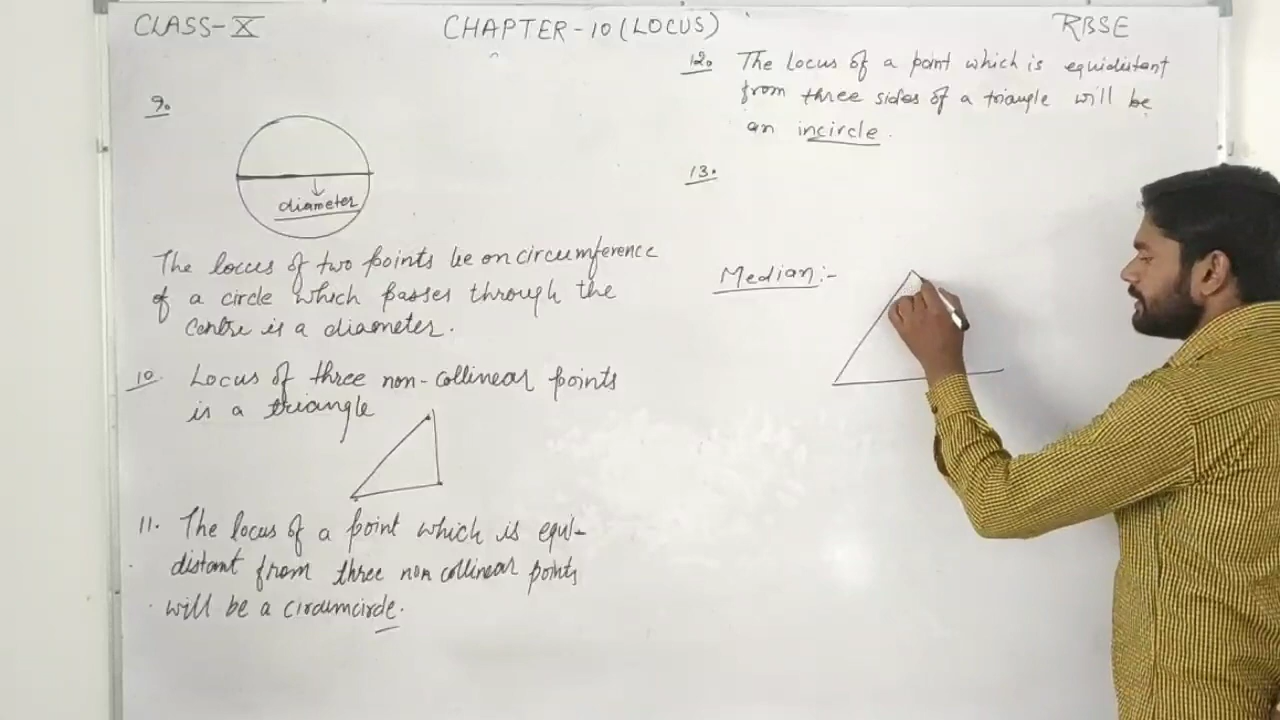 CLASS-X
CHAPTER-10 (LOCUS)
RBSE
9.
diameter
The locus of two points lie on circumference
of a circle which passes through the
centre is a diameter.
10 Locus of three non-collinear points
is a triangle
11. The locus of a point which is equi-
distant from three non collinear points
will be a circumcircle.
12. The locus of a point which is equidistant
from three sides of a triangle will be
an incircle.
13.
Median:-